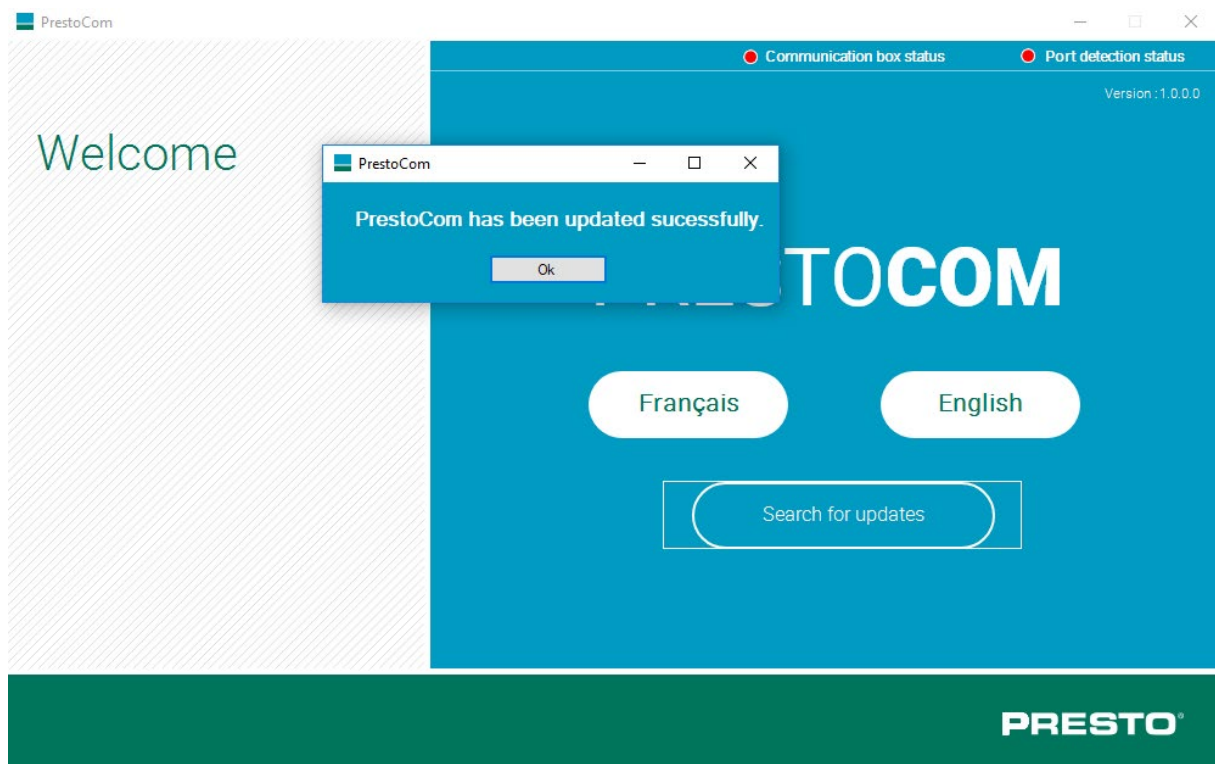 PrestoCom
Communication box status
Port detection status
Version :1.0.0.0
Welcome
PrestoCom
PrestoCom has been updated sucessfully.
Ok
PRESTOCOM
Français
English
Search for updates
PRESTO®